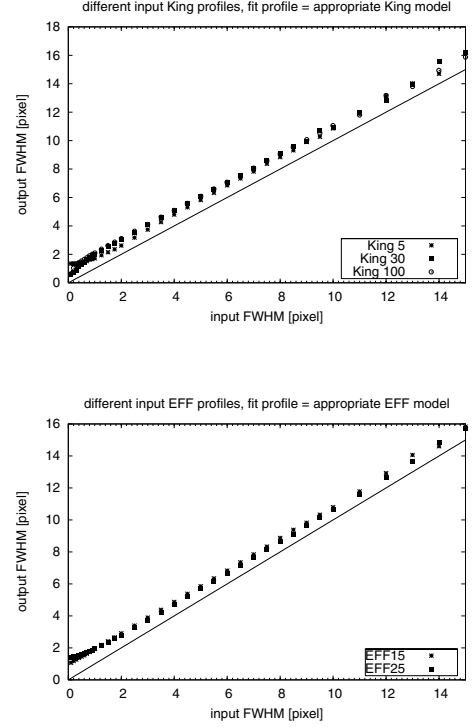 different input King profiles, fit profile = appropriate King model
18
16
14
12
10
8
6
4
2
0
output FWHM [pixel]
King 5
King 30
King 100
0 2 4 6 8 10 12 14
input FWHM [pixel]
different input EFF profiles, fit profile = appropriate EFF model
16
14
12
10
8
6
4
2
0
output FWHM [pixel]
EFF15
EFF25
0 2 4 6 8 10 12 14
input FWHM [pixel]